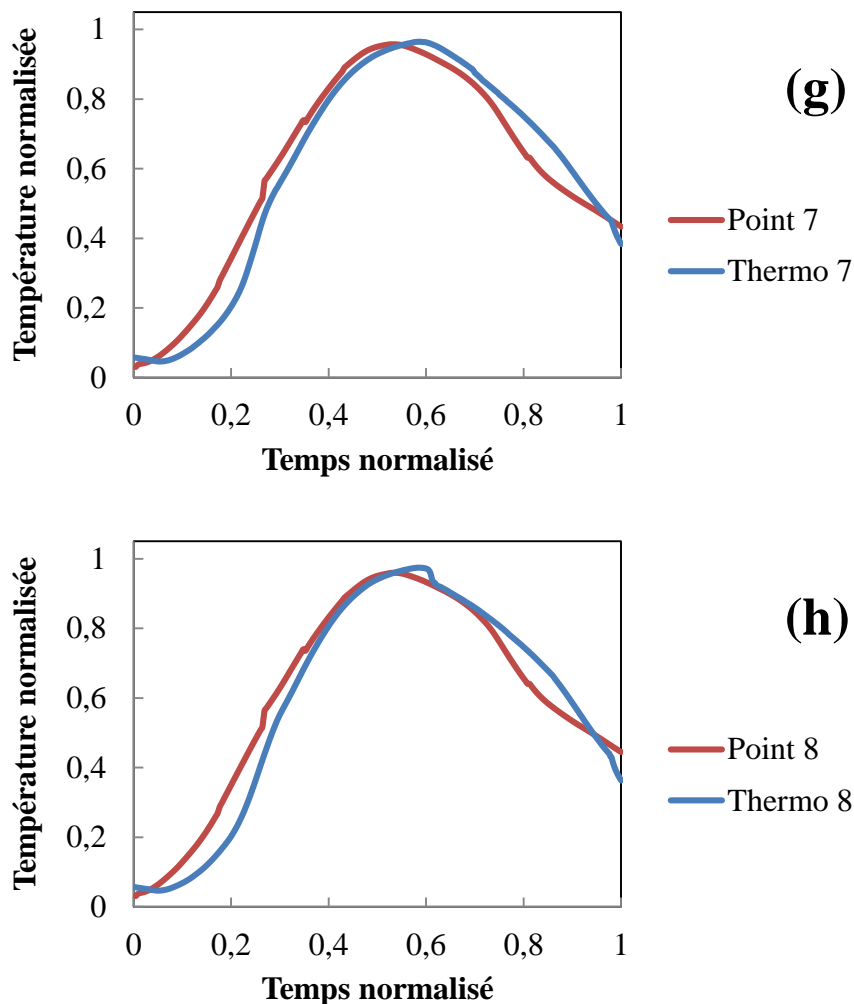 1
0,8
0,6
0,4
0,2
0
Température normalisée
0 0,2 0,4 0,6 0,8 1
Temps normalisé
(g)
Point 7
Thermo 7
1
0,8
0,6
0,4
0,2
0
Température normalisée
0 0,2 0,4 0,6 0,8 1
Temps normalisé
(h)
Point 8
Thermo 8